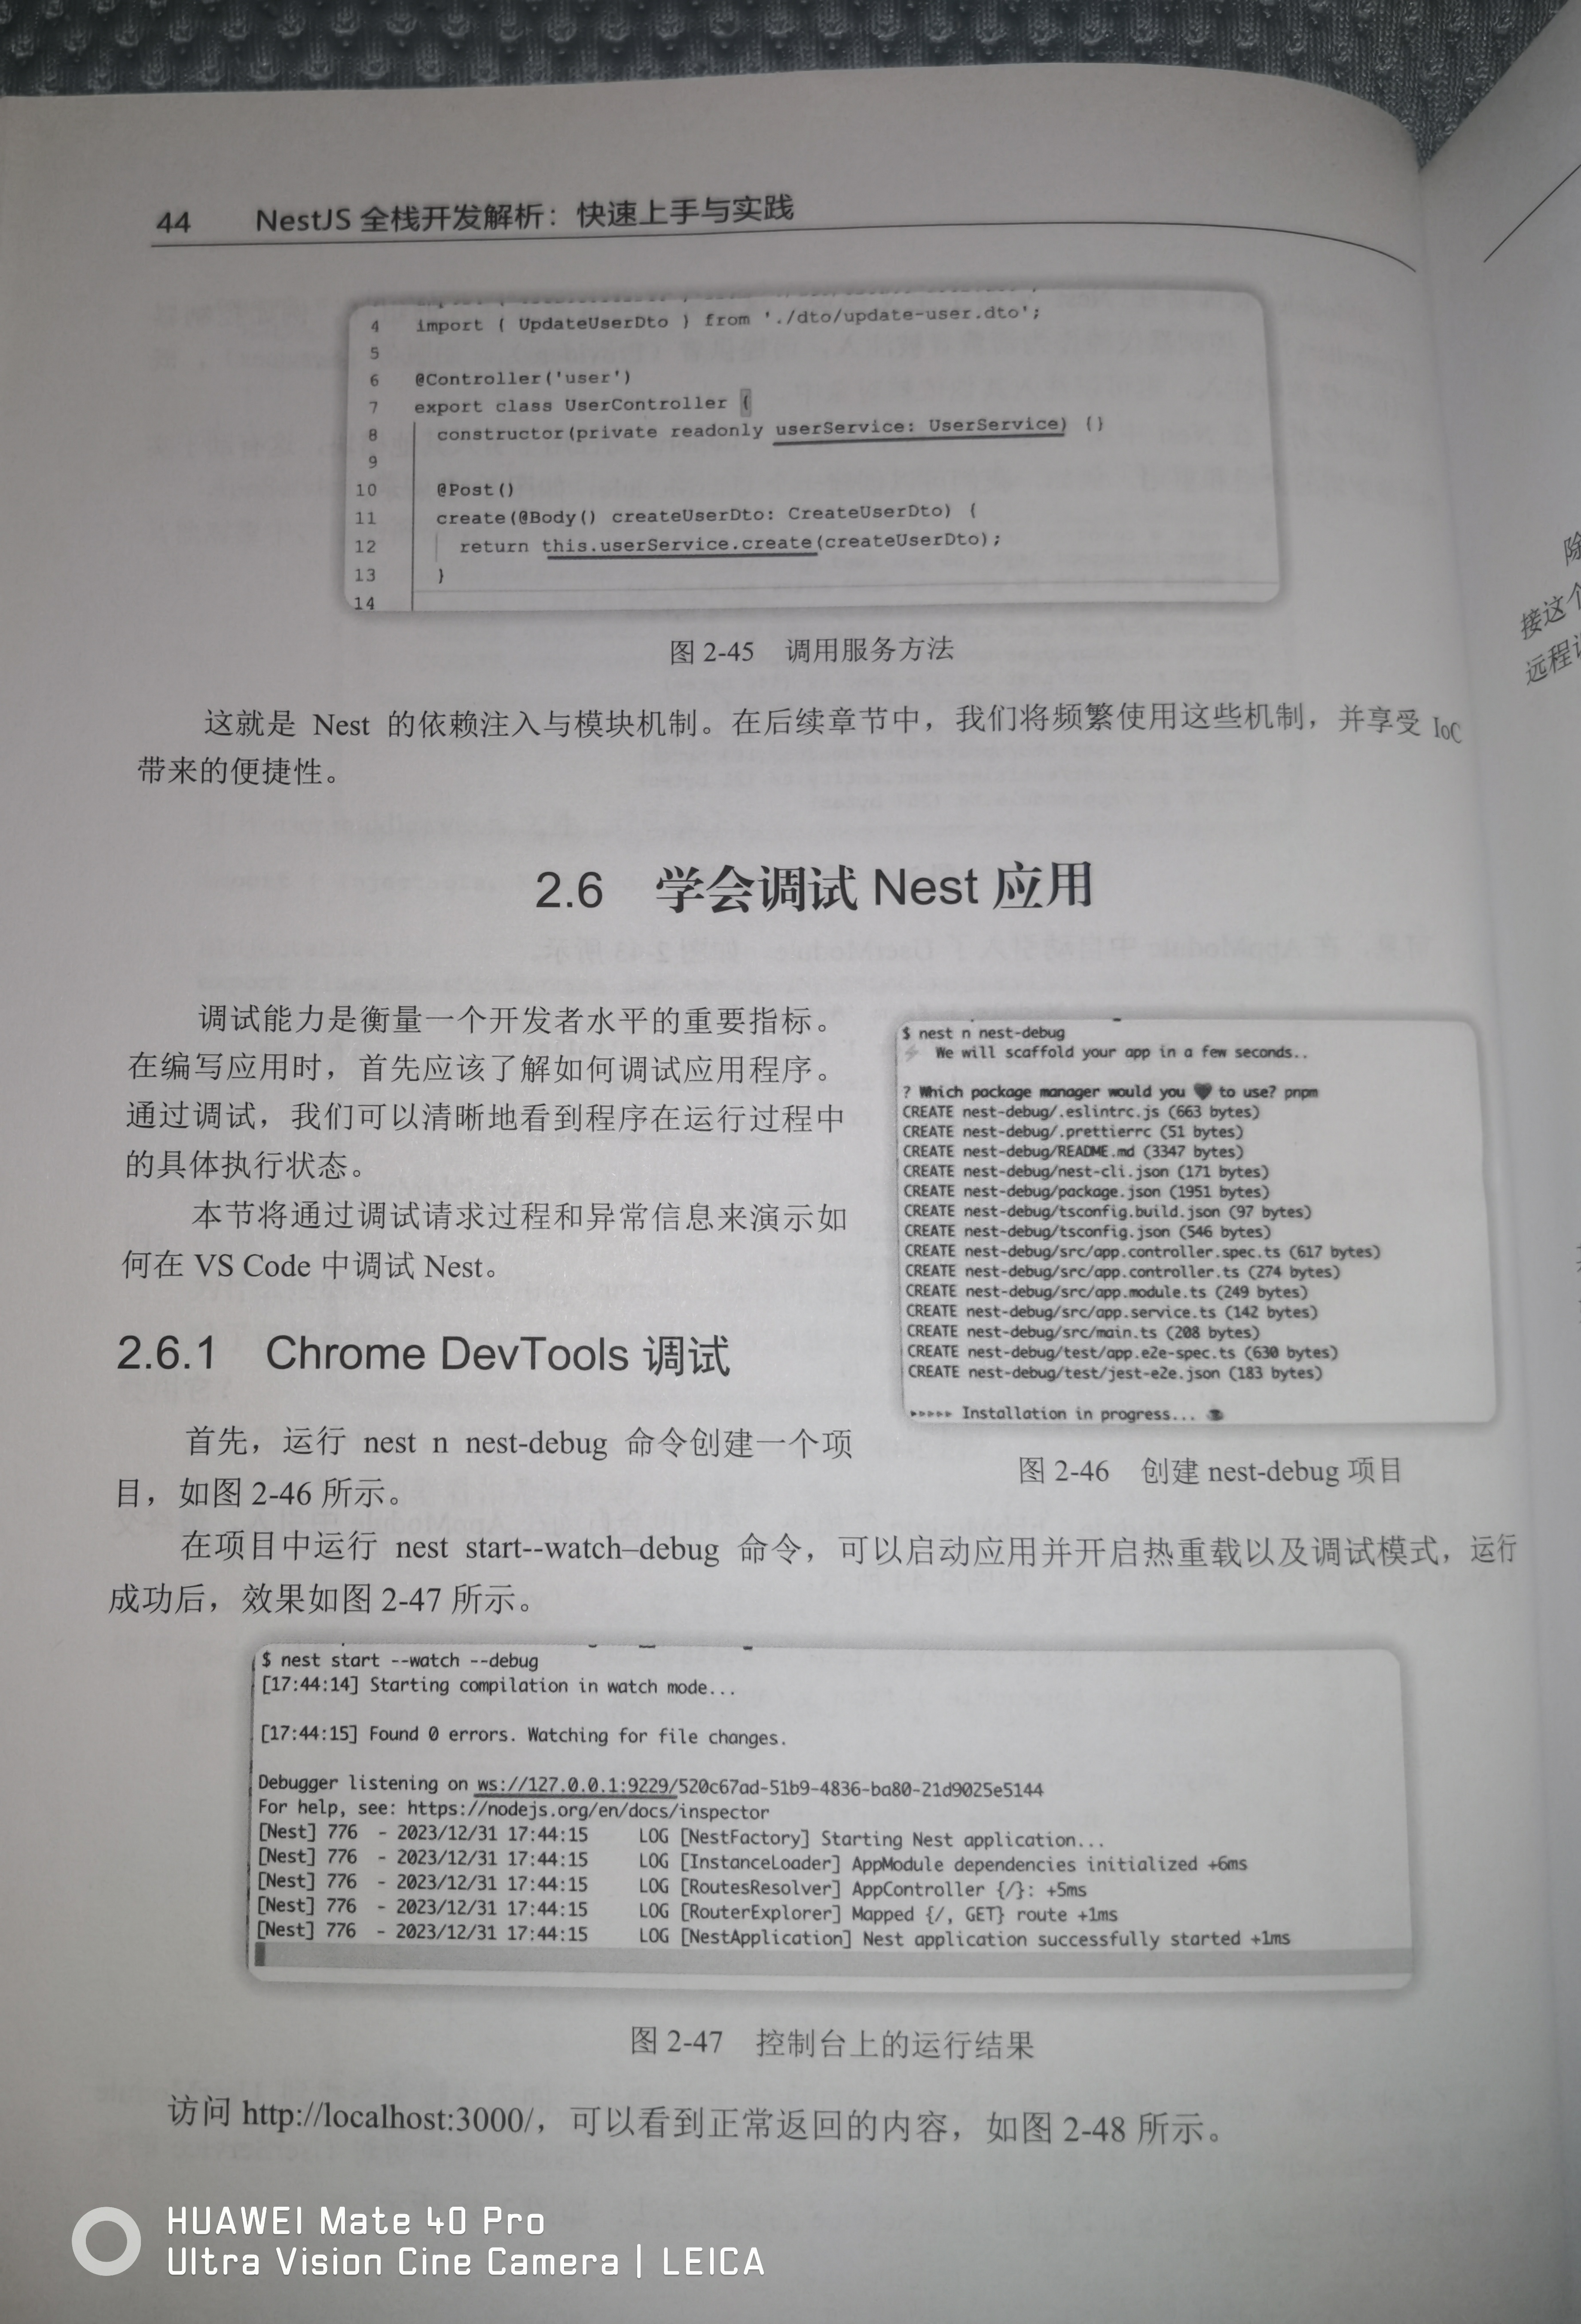 44 NestJS 全栈开发解析：快速上手与实践
4 import { UpdateUserDto } from './dto/update-user.dto';
5
6 @Controller('user')
7 export class UserController {
8 constructor(private readonly userService: UserService) {}
9
10 @Post()
11 create(@Body() createUserDto: CreateUserDto) {
12 return this.userService.create(createUserDto);
13 }
14
图 2-45 调用服务方法
这就是 Nest 的依赖注入与模块机制。在后续章节中，我们将频繁使用这些机制，并享受 IoC
带来的便捷性。
2.6 学会调试 Nest 应用
调试能力是衡量一个开发者水平的重要指标。
在编写应用时，首先应该了解如何调试应用程序。
通过调试，我们可以清晰地看到程序在运行过程中
的具体执行状态。
本节将通过调试请求过程和异常信息来演示如
何在 VS Code 中调试 Nest。
2.6.1 Chrome DevTools 调试
首先，运行 nest n nest-debug 命令创建一个项
目，如图 2-46 所示。
$ nest n nest-debug
⚡ We will scaffold your app in a few seconds..
? Which package manager would you ❤ to use? pnpm
CREATE nest-debug/.eslintrc.js (663 bytes)
CREATE nest-debug/.prettierrc (51 bytes)
CREATE nest-debug/README.md (3347 bytes)
CREATE nest-debug/nest-cli.json (171 bytes)
CREATE nest-debug/package.json (1951 bytes)
CREATE nest-debug/tsconfig.build.json (97 bytes)
CREATE nest-debug/tsconfig.json (546 bytes)
CREATE nest-debug/src/app.controller.spec.ts (617 bytes)
CREATE nest-debug/src/app.controller.ts (274 bytes)
CREATE nest-debug/src/app.module.ts (249 bytes)
CREATE nest-debug/src/app.service.ts (142 bytes)
CREATE nest-debug/src/main.ts (208 bytes)
CREATE nest-debug/test/app.e2e-spec.ts (630 bytes)
CREATE nest-debug/test/jest-e2e.json (183 bytes)
▸▸▸▸▸ Installation in progress... ☕
图 2-46 创建 nest-debug 项目
在项目中运行 nest start--watch–debug 命令，可以启动应用并开启热重载以及调试模式，运行
成功后，效果如图 2-47 所示。
$ nest start --watch --debug
[17:44:14] Starting compilation in watch mode...
[17:44:15] Found 0 errors. Watching for file changes.
Debugger listening on ws://127.0.0.1:9229/520c67ad-51b9-4836-ba80-21d9025e5144
For help, see: https://nodejs.org/en/docs/inspector
[Nest] 776 - 2023/12/31 17:44:15 LOG [NestFactory] Starting Nest application...
[Nest] 776 - 2023/12/31 17:44:15 LOG [InstanceLoader] AppModule dependencies initialized +6ms
[Nest] 776 - 2023/12/31 17:44:15 LOG [RoutesResolver] AppController {/}: +5ms
[Nest] 776 - 2023/12/31 17:44:15 LOG [RouterExplorer] Mapped {/, GET} route +1ms
[Nest] 776 - 2023/12/31 17:44:15 LOG [NestApplication] Nest application successfully started +1ms
图 2-47 控制台上的运行结果
访问 http://localhost:3000/，可以看到正常返回的内容，如图 2-48 所示。
除
接这个
远程
HUAWEI Mate 40 Pro
Ultra Vision Cine Camera | LEICA